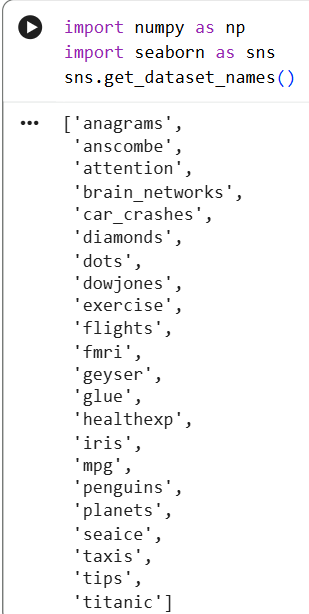 import numpy as np
import seaborn as sns
sns.get_dataset_names()
['anagrams',
 'anscombe',
 'attention',
 'brain_networks',
 'car_crashes',
 'diamonds',
 'dots',
 'dowjones',
 'exercise',
 'flights',
 'fmri',
 'geyser',
 'glue',
 'healthexp',
 'iris',
 'mpg',
 'penguins',
 'planets',
 'seaice',
 'taxis',
 'tips',
 'titanic']